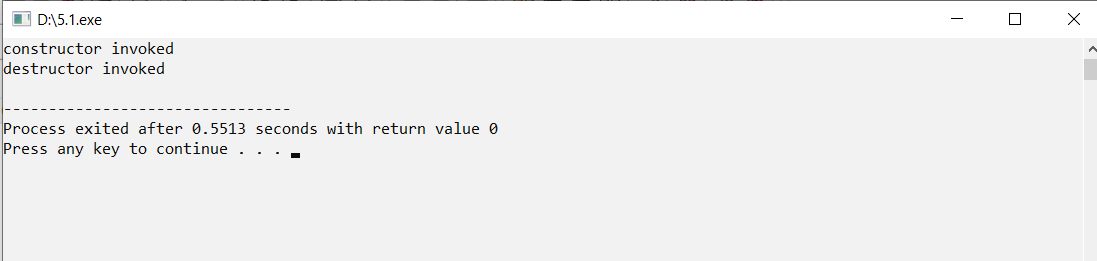 D:\5.1.exe
constructor invoked
destructor invoked
--------------------------------
Process exited after 0.5513 seconds with return value 0
Press any key to continue . . .